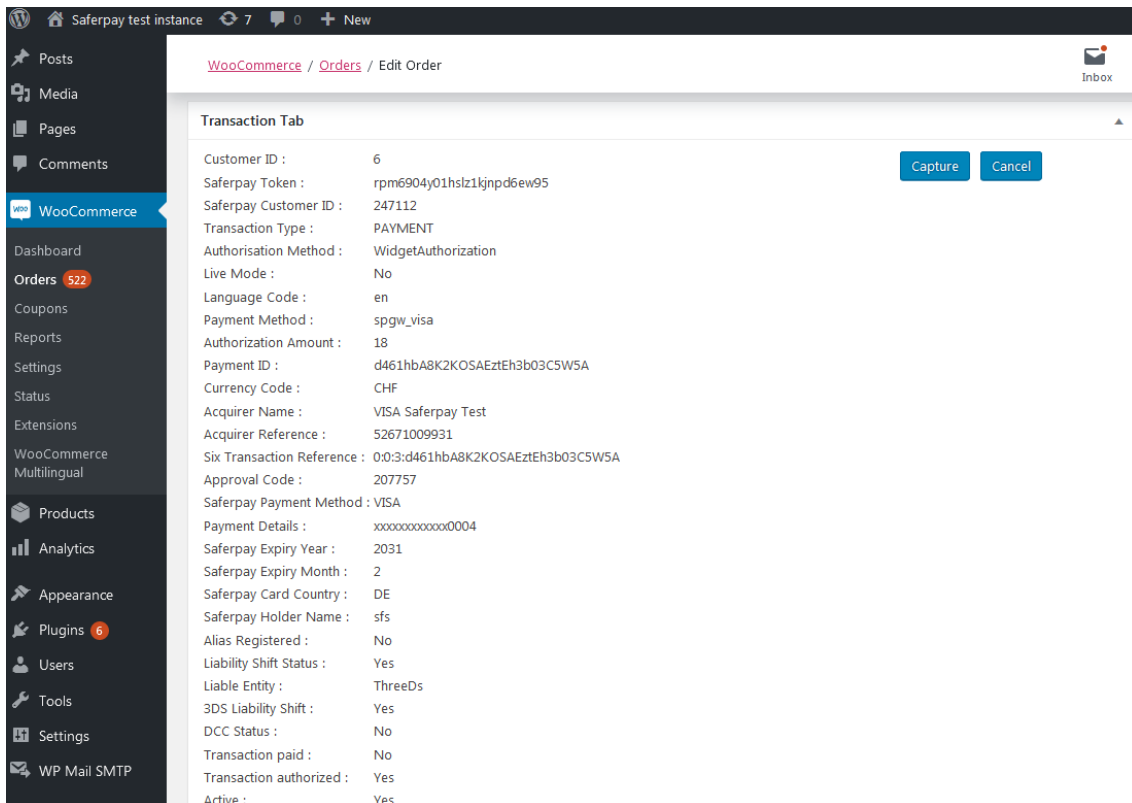 Saferpay test instance 7 0 + New
Posts
Media
Pages
Comments
WOO WooCommerce
Dashboard
Orders 522
Coupons
Reports
Settings
Status
Extensions
WooCommerce
Multilingual
Products
Analytics
Appearance
Plugins 6
Users
Tools
Settings
WP Mail SMTP
WooCommerce / Orders / Edit Order
Inbox
Transaction Tab
Capture Cancel
Customer ID : 6
Saferpay Token : rpm6904y01hslz1kjnpd6ew95
Saferpay Customer ID : 247112
Transaction Type : PAYMENT
Authorisation Method : WidgetAuthorization
Live Mode : No
Language Code : en
Payment Method : spgw_visa
Authorization Amount : 18
Payment ID : d461hbA8K2KOSAEztEh3b03C5W5A
Currency Code : CHF
Acquirer Name : VISA Saferpay Test
Acquirer Reference : 52671009931
Six Transaction Reference : 0:0:3:d461hbA8K2KOSAEztEh3b03C5W5A
Approval Code : 207757
Saferpay Payment Method : VISA
Payment Details : xxxxxxxxxxxx0004
Saferpay Expiry Year : 2031
Saferpay Expiry Month : 2
Saferpay Card Country : DE
Saferpay Holder Name : sfs
Alias Registered : No
Liability Shift Status : Yes
Liable Entity : ThreeDs
3DS Liability Shift : Yes
DCC Status : No
Transaction paid : No
Transaction authorized : Yes
Active : Yes